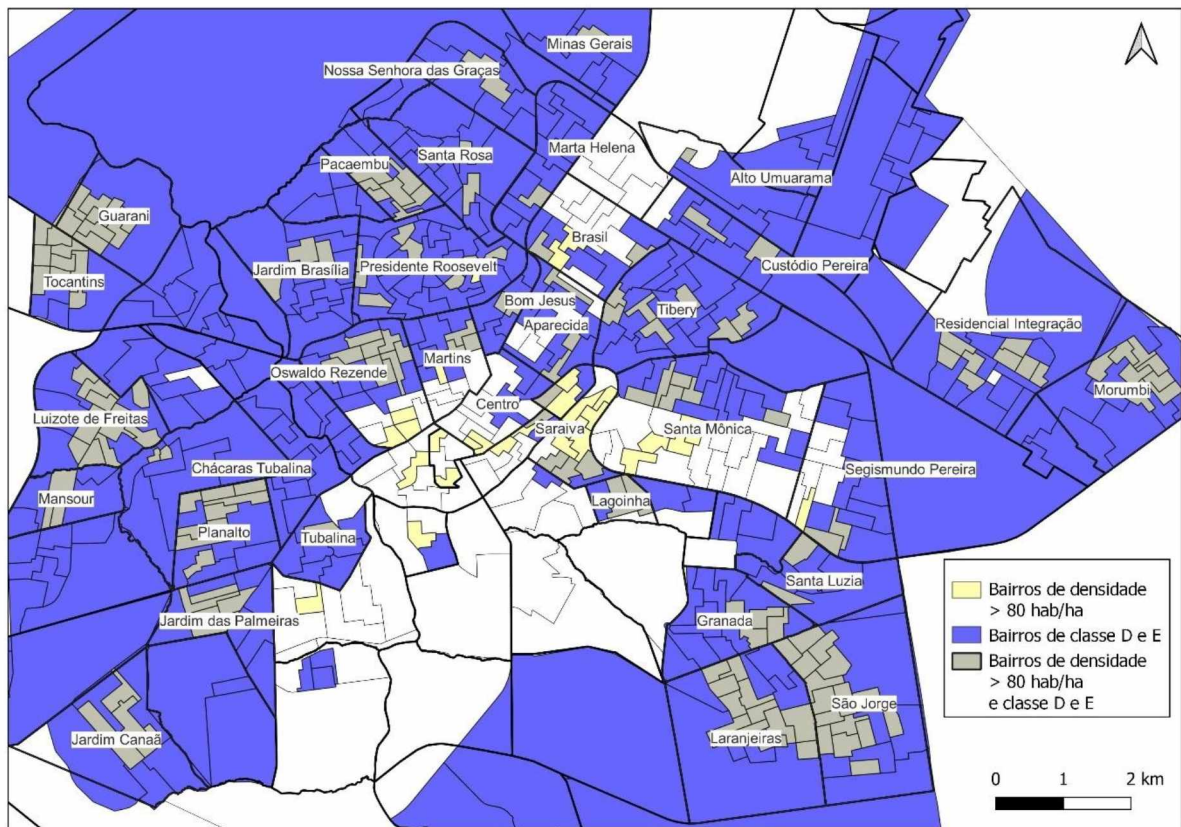 Minas Gerais
Nossa Senhora das Graças
Marta Helena
Santa Rosa
Pacaembu
Alto Umuarama
Guarani
Brasil
Custódio Pereira
Jardim Brasília
Presidente Roosevelt
Tocantins
Bom Jesus
Tibery
Aparecida
Residencial Integração
Martins
Oswaldo Rezende
Morumbi
Centro
Luizote de Freitas
Saraiva
Santa Mônica
Chácaras Tubalina
Segismundo Pereira
Mansour
Lagoinha
Planalto
Tubalina
Santa Luzia
Jardim das Palmeiras
Granada
São Jorge
Laranjeiras
Jardim Canaã
Bairros de densidade
> 80 hab/ha
Bairros de classe D e E
Bairros de densidade
> 80 hab/ha
e classe D e E
0 1 2 km